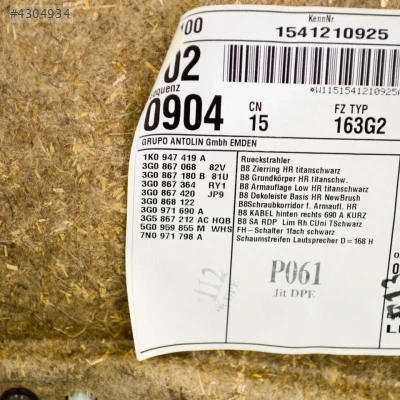 #4304934
'00
KennNr
1541210925
02
quenz
*W1151541210925
0904
CN
15
FZ TYP
163G2
GRUPO ANTOLIN GmbH EMDEN
1K0 947 419 A
3G0 867 068 82V
3G0 867 180 B 81U
3G0 867 364 RY1
3G0 867 420 JP9
3G0 868 122
3G0 971 690 A
3G5 867 212 AC HQB
5G0 959 855 M WHS
7N0 971 798 A
Rueckstrahler
B8 Zierring HR titanschwarz
B8 Grundkörper HR titanschw.
B8 Armauflage Low HR titanschwarz
B8 Dekoleiste Basis HR NewBrush
B8Schraubkorridor f. Armaufl. HR
B8 KABEL hinten rechts 690 A KURZ
B8 SA RDP Lim Rh CUni TSchwarz
FH - Schalter 1fach schwarz
Schaumstreifen Lautsprecher D = 168 H
112
P061
Jit DPE